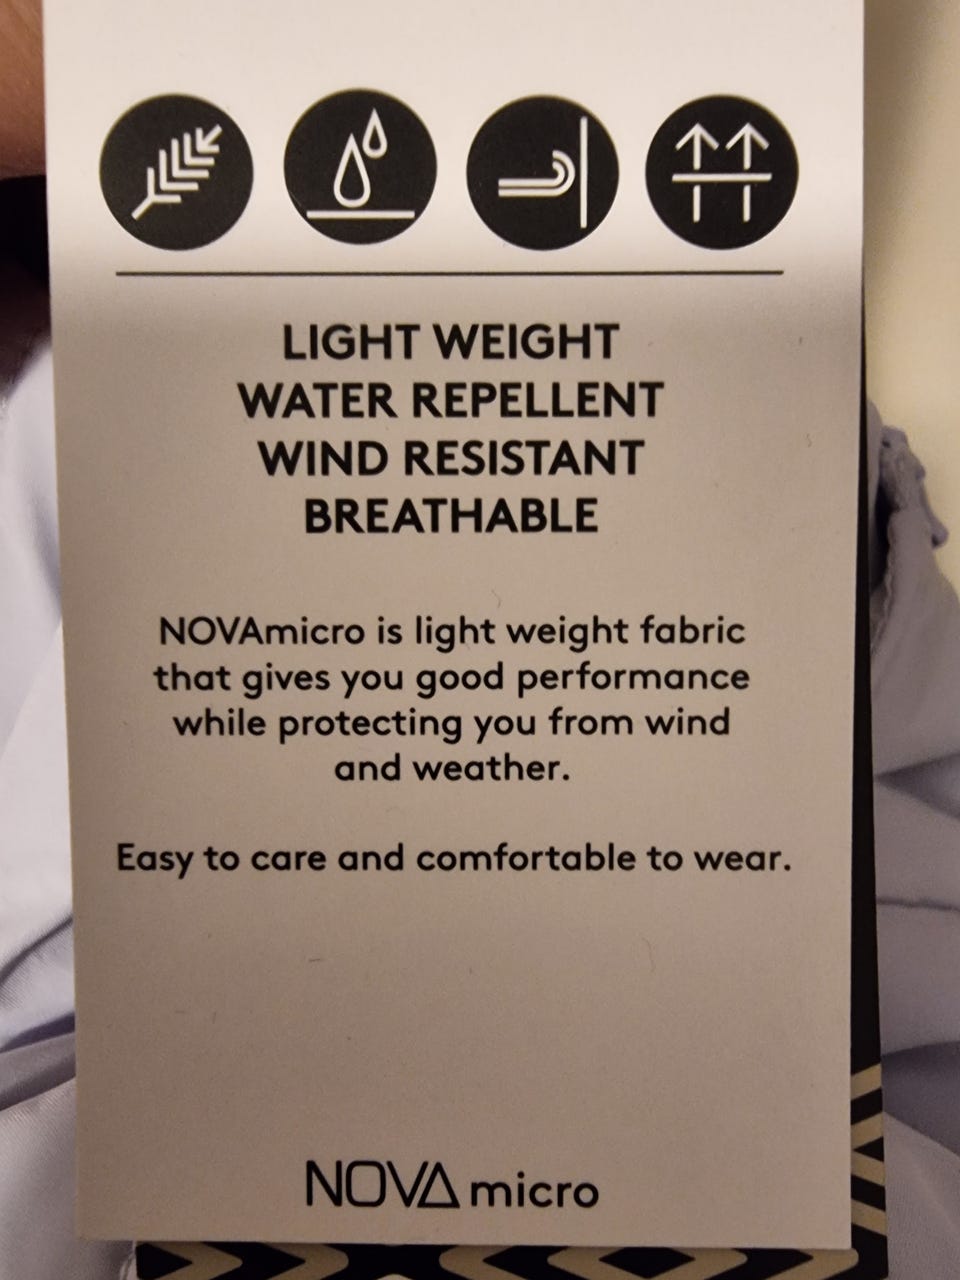 LIGHT WEIGHT
WATER REPELLENT
WIND RESISTANT
BREATHABLE
NOVAmicro is light weight fabric
that gives you good performance
while protecting you from wind
and weather.
Easy to care and comfortable to wear.
NOVA micro